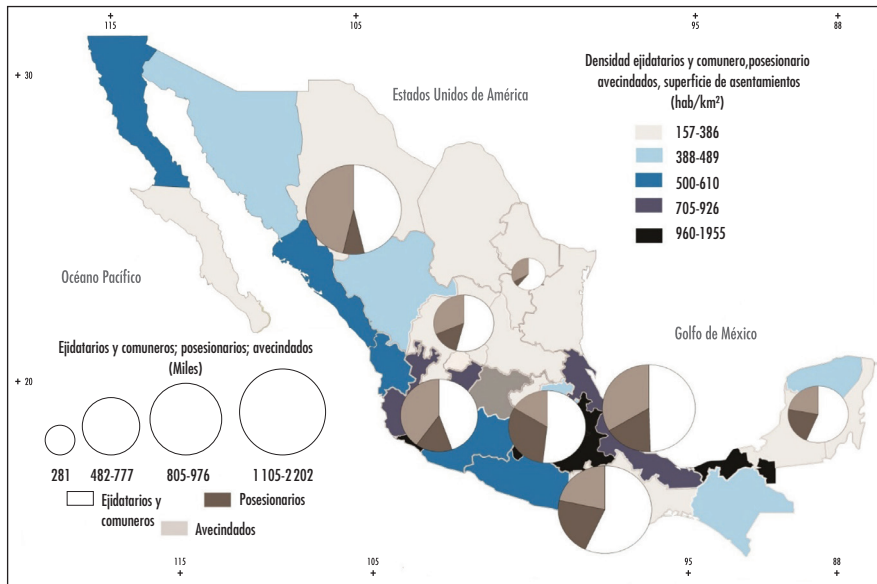 115
105
95
88
+ 30
+ 20
Estados Unidos de América
Océano Pacífico
Golfo de México
Densidad ejidatarios y comunero,posesionario
avecindados, superficie de asentamientos
(hab/km²)
157-386
388-489
500-610
705-926
960-1955
Ejidatarios y comuneros; posesionarios; avecindados
(Miles)
281
482-777
805-976
1 105-2 202
Ejidatarios y
comuneros
Posesionarios
Avecindados
115
105
95
88